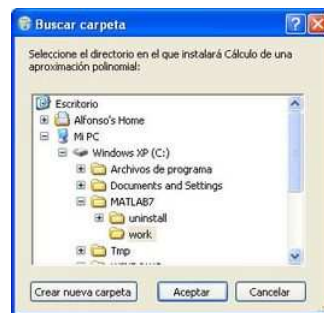 Buscar carpeta
Seleccione el directorio en el que instalará Cálculo de una
aproximación polinomial:
Escritorio
Alfonso's Home
Mi PC
Windows XP (C:)
Archivos de programa
Documents and Settings
MATLAB7
uninstall
work
Tmp
Crear nueva carpeta
Aceptar
Cancelar